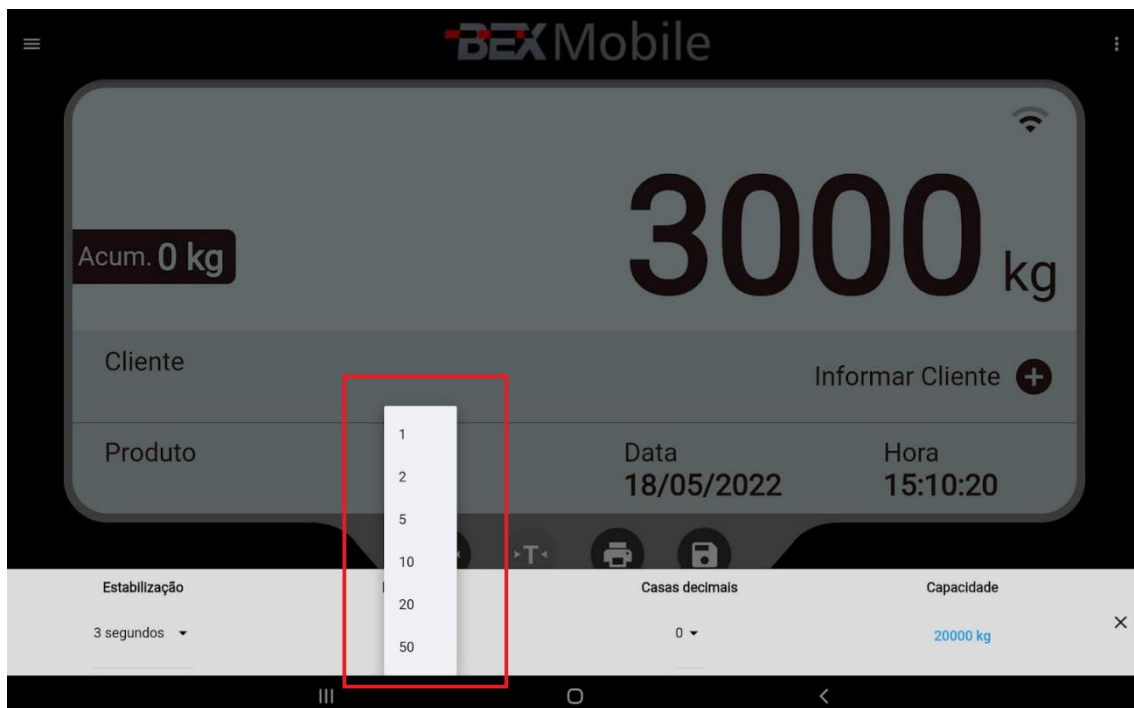 BEX Mobile
3000 kg
Acum. 0 kg
Cliente
Informar Cliente
Produto
Data
Hora
18/05/2022
15:10:20
T
1
2
5
10
20
50
Estabilização
Casas decimais
Capacidade
3 segundos
0
20000 kg